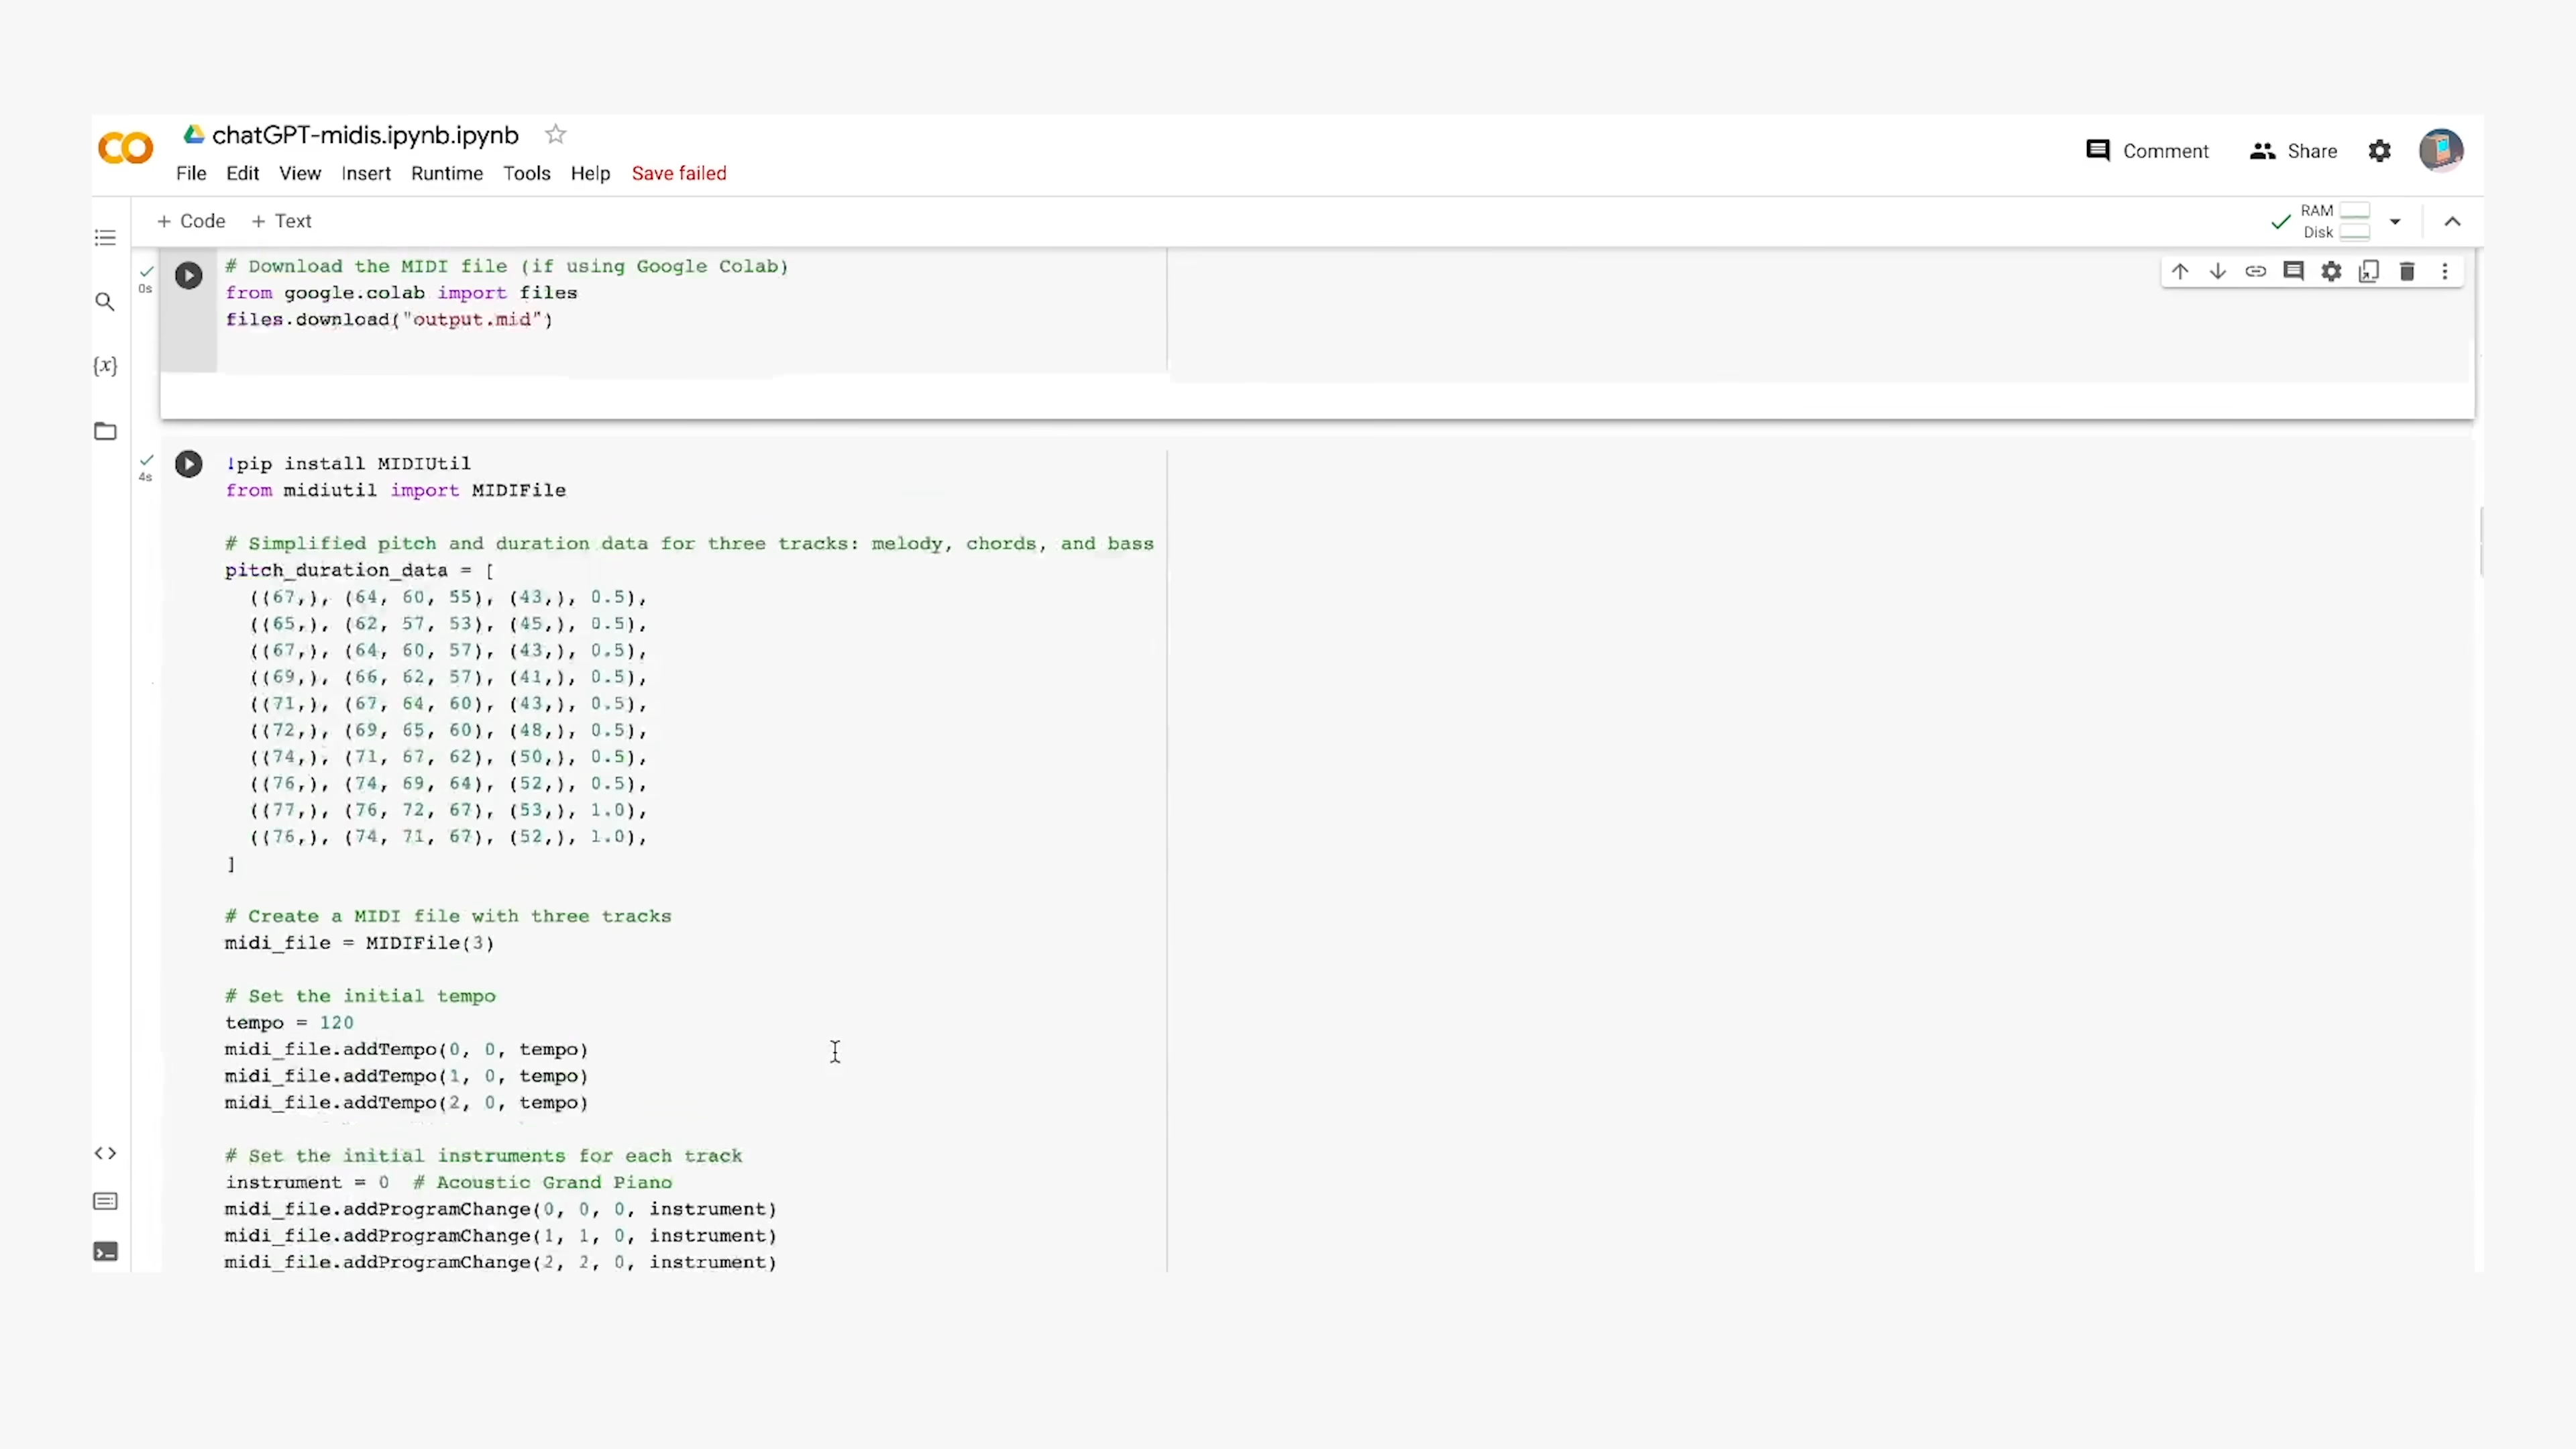 chatGPT-midis.ipynb.ipynb
File Edit View Insert Runtime Tools Help Save failed
Comment Share
+ Code + Text
RAM
Disk
0s
# Download the MIDI file (if using Google Colab)
from google.colab import files
files.download("output.mid")
{x}
4s
!pip install MIDIUtil
from midiutil import MIDIFile
# Simplified pitch and duration data for three tracks: melody, chords, and bass
pitch_duration_data = [
((67,), (64, 60, 55), (43,), 0.5),
((65,), (62, 57, 53), (45,), 0.5),
((67,), (64, 60, 57), (43,), 0.5),
((69,), (66, 62, 57), (41,), 0.5),
((71,), (67, 64, 60), (43,), 0.5),
((72,), (69, 65, 60), (48,), 0.5),
((74,), (71, 67, 62), (50,), 0.5),
((76,), (74, 69, 64), (52,), 0.5),
((77,), (76, 72, 67), (53,), 1.0),
((76,), (74, 71, 67), (52,), 1.0),
]
# Create a MIDI file with three tracks
midi_file = MIDIFile(3)
# Set the initial tempo
tempo = 120
midi_file.addTempo(0, 0, tempo)
midi_file.addTempo(1, 0, tempo)
midi_file.addTempo(2, 0, tempo)
# Set the initial instruments for each track
instrument = 0 # Acoustic Grand Piano
midi_file.addProgramChange(0, 0, 0, instrument)
midi_file.addProgramChange(1, 1, 0, instrument)
midi_file.addProgramChange(2, 2, 0, instrument)